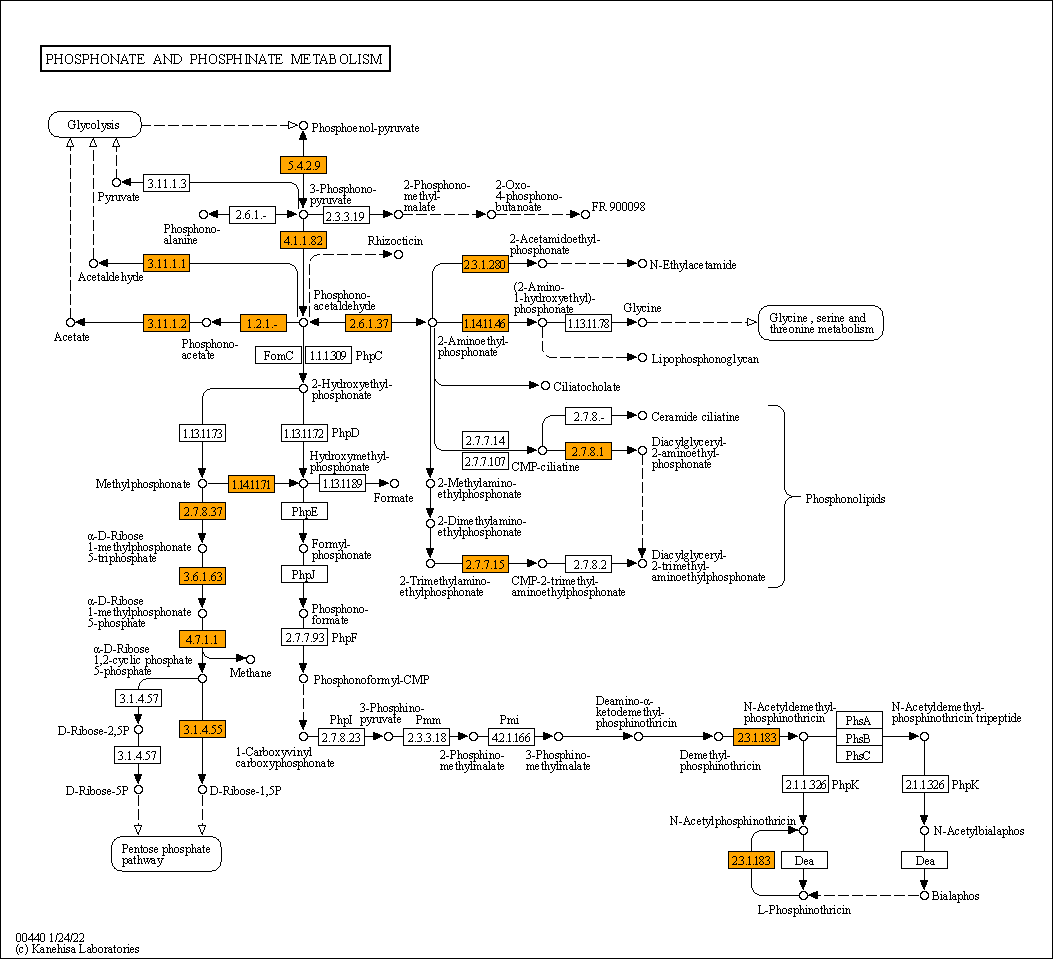 PHOSPHONATE AND PHOSPHINATE METABOLISM
Glycolysis
Phosphoenol-pyruvate
5.4.2.9
3.11.1.3
Pyruvate
3-Phosphono-
pyruvate
2-Phosphono-
methyl-
malate
2-Oxo-
4-phosphono-
butanoate
FR 900098
2.6.1.-
2.3.3.19
Phosphono-
alanine
4.1.1.82
Rhizocticin
2-Acetamidoethyl-
phosphonate
3.11.1.1
Acetaldehyde
2.3.1.280
N-Ethylacetamide
Phosphono-
acetaldehyde
(2-Amino-
1-hydroxyethyl)-
phosphonate
Glycine
3.11.1.2
1.2.1.-
2.6.1.37
1.14.11.46
1.13.11.78
Glycine , serine and
threonine metabolism
Acetate
Phosphono-
acetate
2-Aminoethyl-
phosphonate
FomC
1.1.1.309
PhpC
Lipophosphonoglycan
2-Hydroxyethyl-
phosphonate
Ciliatocholate
2.7.8.-
Ceramide ciliatine
1.13.11.73
1.13.11.72
PhpD
2.7.7.14
2.7.7.107
CMP-ciliatine
2.7.8.1
Diacylglyceryl-
2-aminoethyl-
phosphonate
Hydroxymethyl-
phosphonate
Methylphosphonate
1.14.11.71
1.13.11.89
Formate
2-Methylamino-
ethylphosphonate
Phosphonolipids
2.7.8.37
PhpE
2-Dimethylamino-
ethylphosphonate
α-D-Ribose
1-methylphosphonate
5-triphosphate
Formyl-
phosphonate
3.6.1.63
PhpJ
2.7.7.15
2.7.8.2
Diacylglyceryl-
2-trimethyl-
aminoethylphosphonate
2-Trimethylamino-
ethylphosphonate
CMP-2-trimethyl-
aminoethylphosphonate
α-D-Ribose
1-methylphosphonate
5-phosphate
Phosphono-
formate
4.7.1.1
2.7.7.93
PhpF
α-D-Ribose
1,2-cyclic phosphate
5-phosphate
Methane
Phosphonoformyl-CMP
3.1.4.57
D-Ribose-2,5P
3.1.4.55
3.1.4.57
D-Ribose-5P
D-Ribose-1,5P
Pentose phosphate
pathway
PhpI
2.7.8.23
1-Carboxyvinyl
carboxyphosphonate
3-Phosphino-
pyruvate
Pmm
2.3.3.18
2-Phosphino-
methylmalate
Pmi
4.2.1.166
3-Phosphino-
methylmalate
Deamino-α-
ketodemethyl-
phosphinothricin
Demethyl-
phosphinothricin
2.3.1.183
N-Acetyldemethyl-
phosphinothricin
PhsA
PhsB
PhsC
N-Acetyldemethyl-
phosphinothricin tripeptide
2.1.1.326
PhpK
2.1.1.326
PhpK
N-Acetylphosphinothricin
N-Acetylbialaphos
2.3.1.183
Dea
Dea
L-Phosphinothricin
Bialaphos
00440 1/24/22
(c) Kanehisa Laboratories